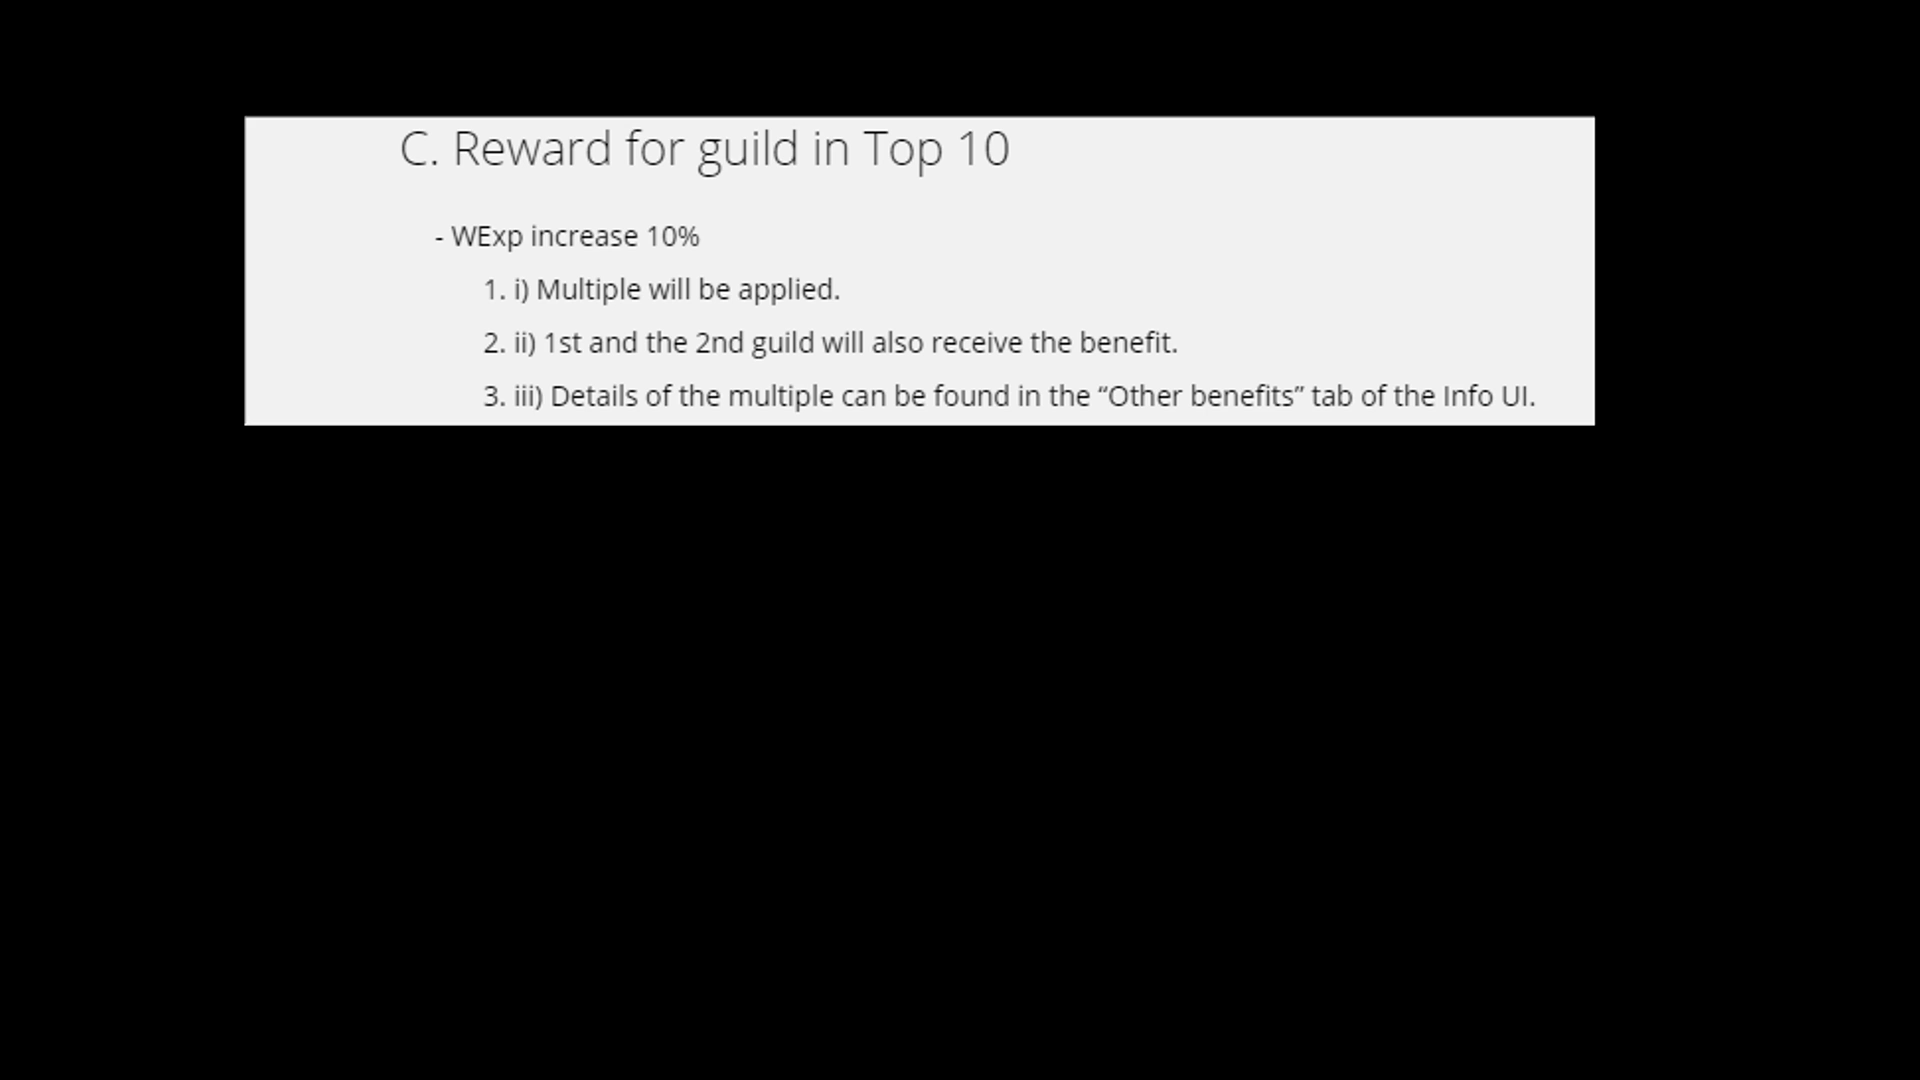 C. Reward for guild in Top 10
- WExp increase 10%
1. i) Multiple will be applied.
2. ii) 1st and the 2nd guild will also receive the benefit.
3. iii) Details of the multiple can be found in the “Other benefits” tab of the Info UI.